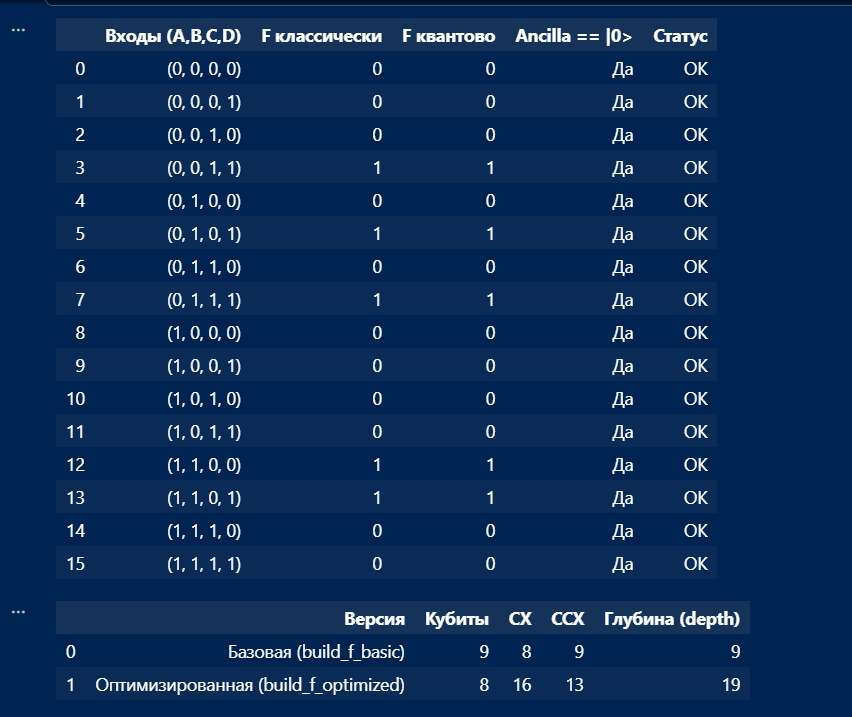 ...
Входы (A,B,C,D) F классически F квантово Ancilla == |0> Статус
0 (0, 0, 0, 0) 0 0 Да OK
1 (0, 0, 0, 1) 0 0 Да OK
2 (0, 0, 1, 0) 0 0 Да OK
3 (0, 0, 1, 1) 1 1 Да OK
4 (0, 1, 0, 0) 0 0 Да OK
5 (0, 1, 0, 1) 1 1 Да OK
6 (0, 1, 1, 0) 0 0 Да OK
7 (0, 1, 1, 1) 1 1 Да OK
8 (1, 0, 0, 0) 0 0 Да OK
9 (1, 0, 0, 1) 0 0 Да OK
10 (1, 0, 1, 0) 0 0 Да OK
11 (1, 0, 1, 1) 0 0 Да OK
12 (1, 1, 0, 0) 1 1 Да OK
13 (1, 1, 0, 1) 1 1 Да OK
14 (1, 1, 1, 0) 0 0 Да OK
15 (1, 1, 1, 1) 0 0 Да OK
...
Версия Кубиты CX CCX Глубина (depth)
0 Базовая (build_f_basic) 9 8 9 9
1 Оптимизированная (build_f_optimized) 8 16 13 19